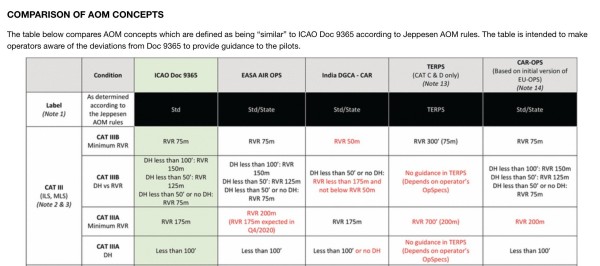 COMPARISON OF AOM CONCEPTS
The table below compares AOM concepts which are defined as being "similar" to ICAO Doc 9365 according to Jeppesen AOM rules. The table is intended to make
operators aware of the deviations from Doc 9365 to provide guidance to the pilots.
Condition
ICAO Doc 9365
EASA AIR OPS
India DGCA - CAR
TERPS
(CAT C & D only)
(Note 13)
CAR-OPS
(Based on initial version of
EU-OPS)
(Note 14)
Label
(Note 1)
As determined
according to
the Jeppesen
AOM rules
Std
Std/State
Std/State
TERPS
Std/State
CAT III
(ILS, MLS)
(Note 2 & 3)
CAT IIIB
Minimum RVR
RVR 75m
RVR 75m
RVR 50m
RVR 300' (75m)
RVR 75m
CAT IIIB
DH vs RVR
DH less than 100': RVR
150m
DH less than 50': RVR
125m
DH less than 50' or no DH:
RVR 75m
DH less than 100': RVR
150m
DH less than 50': RVR 125m
DH less than 50' or no DH:
RVR 75m
DH less than 50' or no DH:
RVR less than 175m and
not below RVR 50m
No guidance in TERPS
(Depends on operator's
OpSpecs)
DH less than 100': RVR 150m
DH less than 50': RVR 125m
DH less than 50' or no DH:
RVR 75m
CAT IIIA
Minimum RVR
RVR 175m
RVR 200m
(RVR 175m expected in
Q4/2020)
RVR 175m
RVR 700' (200m)
RVR 200m
CAT IIIA
DH
Less than 100'
Less than 100'
Less than 100' or no DH
No guidance in TERPS
(Depends on operator's
OpSpecs)
Less than 100'